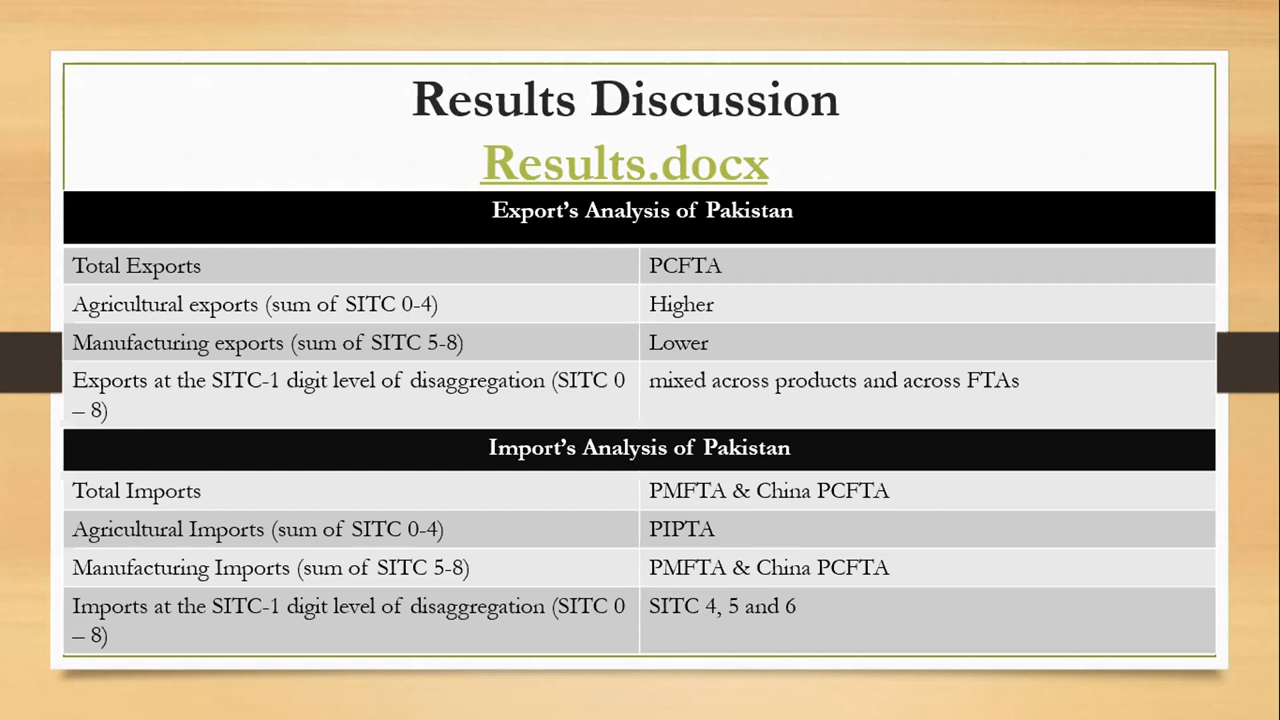 Results Discussion
Results.docx
Export's Analysis of Pakistan
Total Exports
PCFTA
Agricultural exports (sum of SITC 0-4)
Higher
Manufacturing exports (sum of SITC 5-8)
Lower
Exports at the SITC-1 digit level of disaggregation (SITC 0
– 8)
mixed across products and across FTAs
Import's Analysis of Pakistan
Total Imports
PMFTA & China PCFTA
Agricultural Imports (sum of SITC 0-4)
PIPTA
Manufacturing Imports (sum of SITC 5-8)
PMFTA & China PCFTA
Imports at the SITC-1 digit level of disaggregation (SITC 0
– 8)
SITC 4, 5 and 6